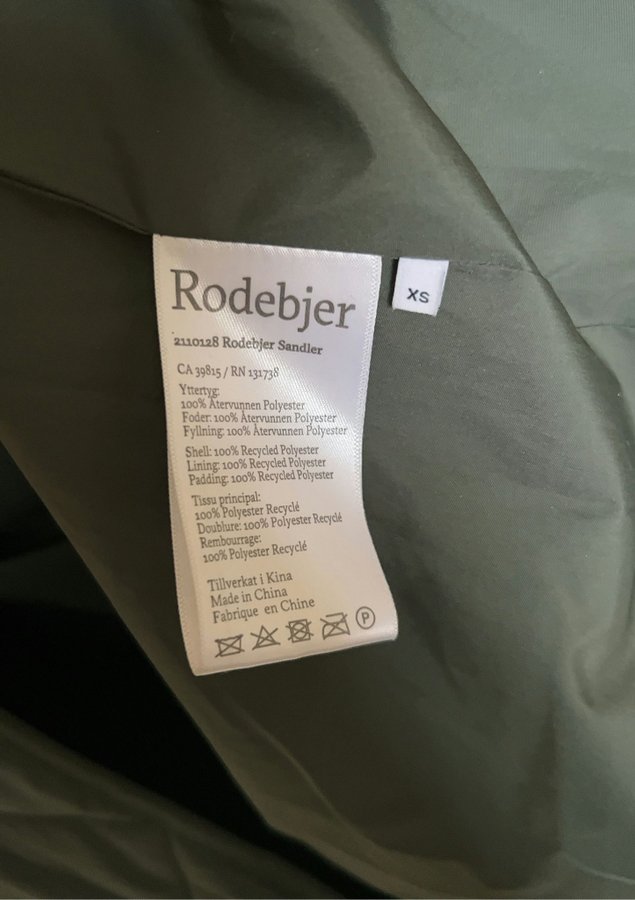 Rodebjer
2110128 Rodebjer Sandler
CA 39815 / RN 131738
Yttertyg:
100% Återvunnen Polyester
Foder: 100% Återvunnen Polyester
Fyllning: 100% Återvunnen Polyester
Shell: 100% Recycled Polyester
Lining: 100% Recycled Polyester
Padding: 100% Recycled Polyester
Tissu principal:
100% Polyester Recyclé
Doublure: 100% Polyester Recyclé
Rembourrage:
100% Polyester Recyclé
Tillverkat i Kina
Made in China
Fabrique en Chine
P
XS